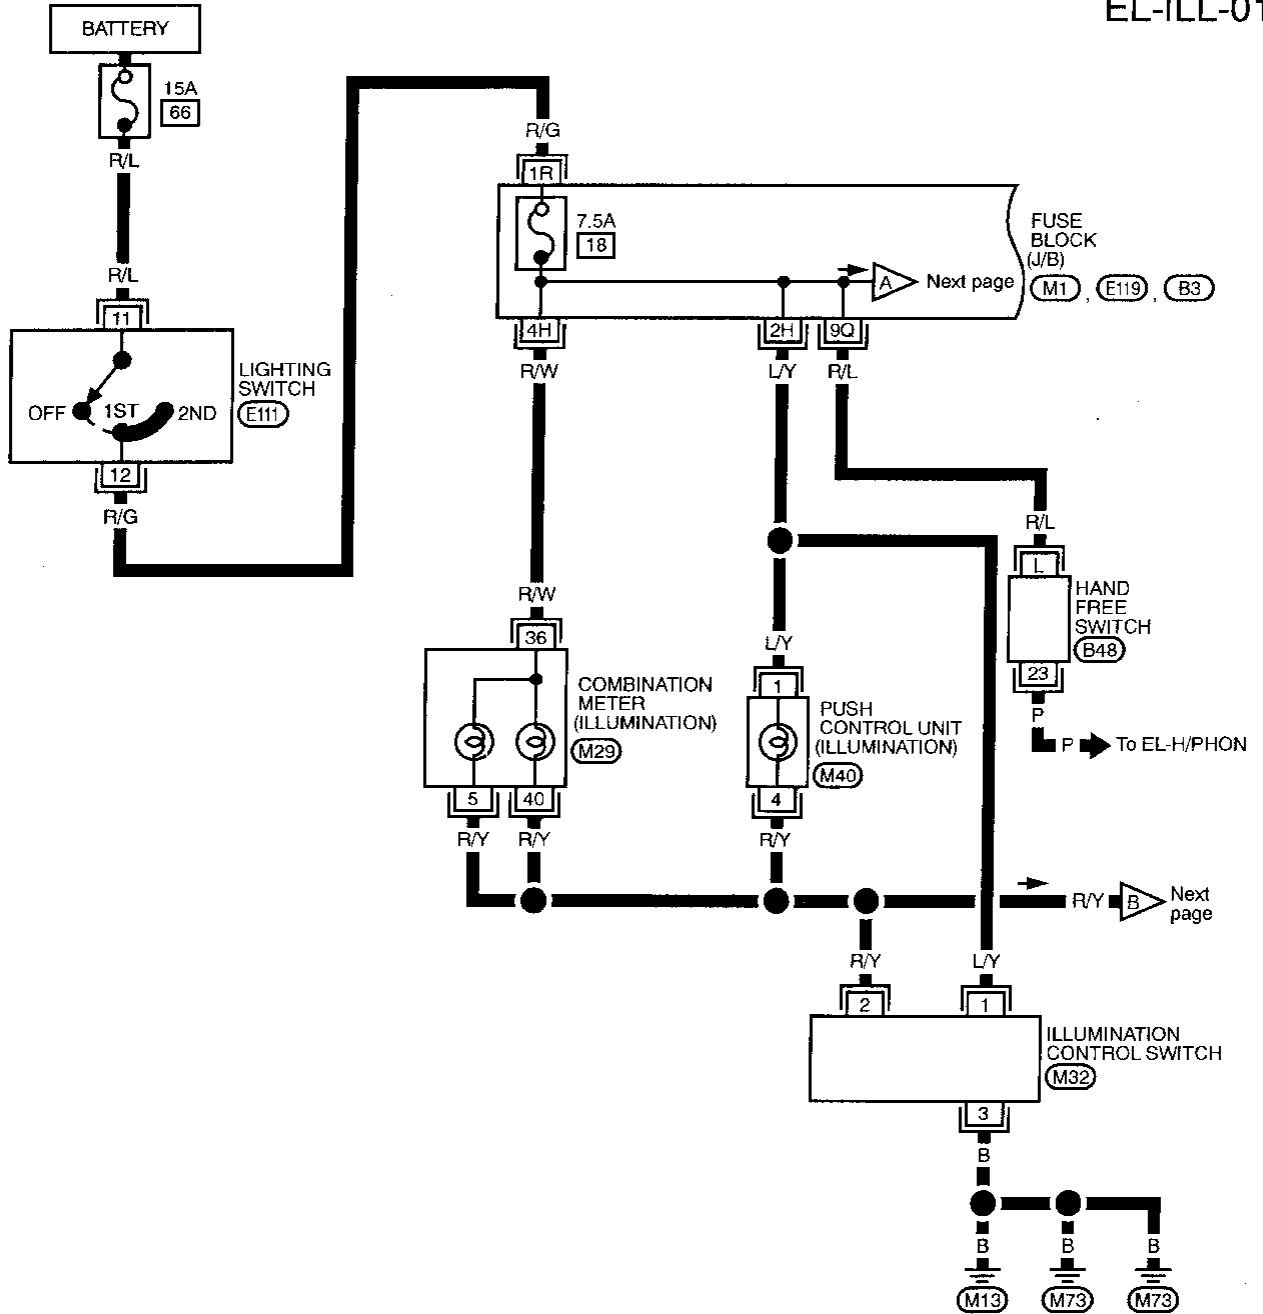 EL-ILL-01
BATTERY
15A
66
R/L
R/L
11
LIGHTING
SWITCH
E111
OFF
1ST
2ND
12
R/G
R/G
1R
7.5A
18
A
Next page
FUSE
BLOCK
(J/B)
M1 , E119 , B3
4H
2H
9Q
R/W
L/Y
R/L
R/L
L
HAND
FREE
SWITCH
B48
23
P
P
To EL-H/PHON
R/W
36
COMBINATION
METER
(ILLUMINATION)
M29
5
40
R/Y
R/Y
L/Y
1
PUSH
CONTROL UNIT
(ILLUMINATION)
M40
4
R/Y
R/Y
B
Next
page
R/Y
L/Y
2
1
ILLUMINATION
CONTROL SWITCH
M32
3
B
B
B
B
M13
M73
M73